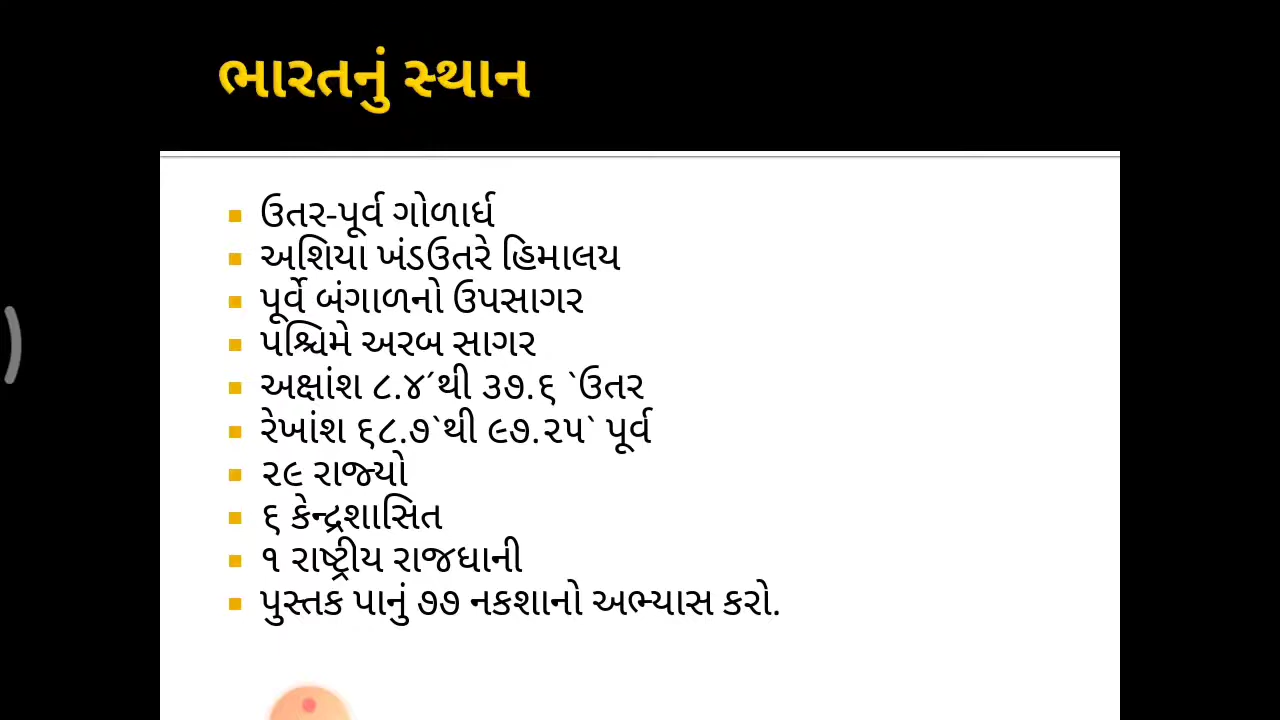 ભારતનું સ્થાન
ઉતર-પૂર્વ ગોળાર્ધ
અશિયા ખંડઉતરે હિમાલય
પૂર્વે બંગાળનો ઉપસાગર
પશ્ચિમે અરબ સાગર
અક્ષાંશ ૮.૪′થી ૩૭.૬ `ઉતર
રેખાંશ ૬૮.૭`થી ૯૭.૨૫` પૂર્વ
૨૯ રાજ્યો
૬ કેન્દ્રશાસિત
૧ રાષ્ટ્રીય રાજધાની
પુસ્તક પાનું ૭૭ નકશાનો અભ્યાસ કરો.